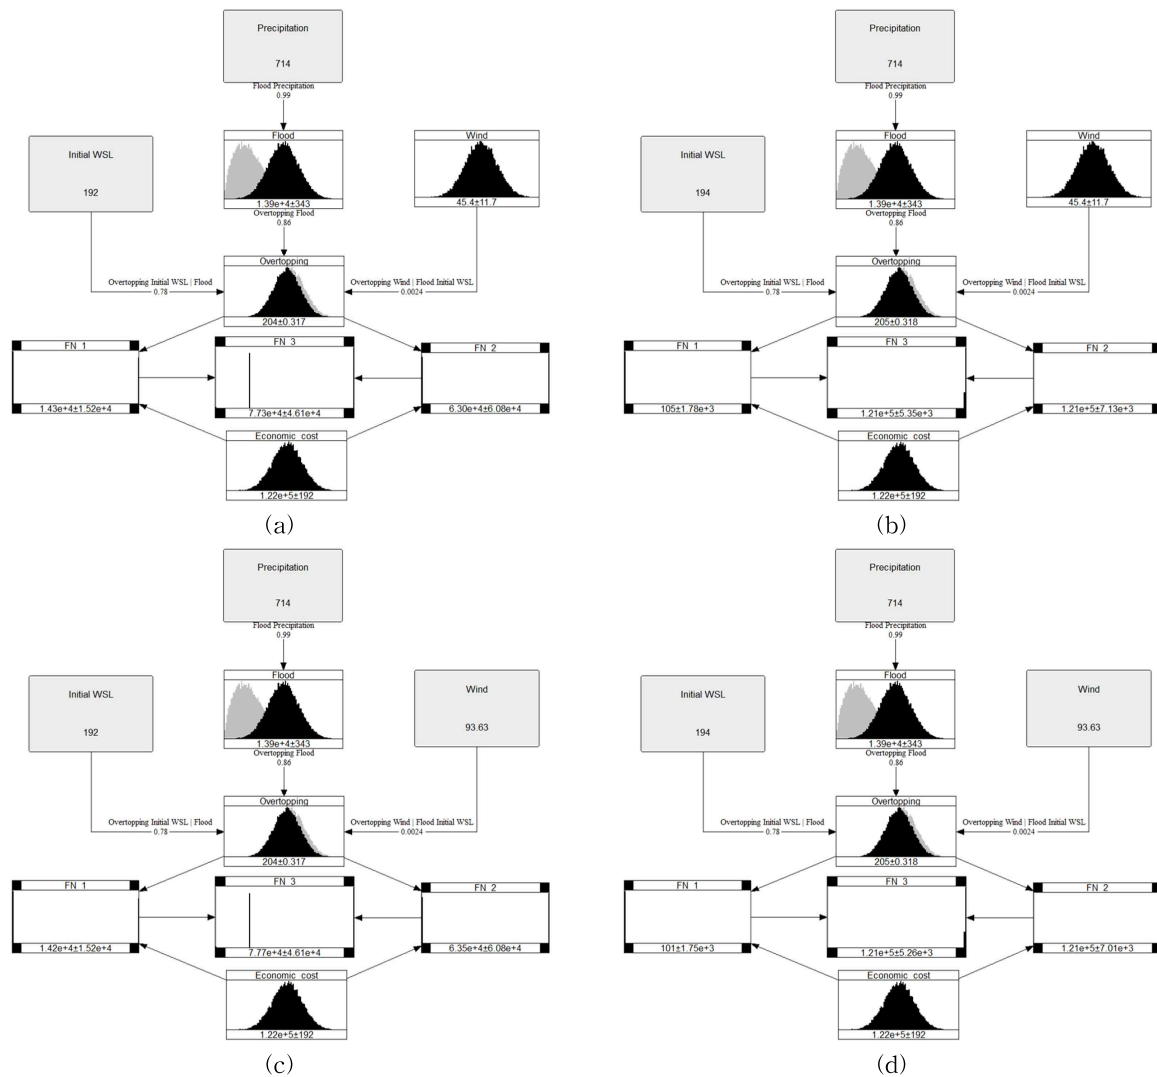 Precipitation
714
Flood Precipitation
0.99
Flood
1.39e+4±343
Overtopping Flood
0.86
Initial WSL
192
Wind
45.4±11.7
Overtopping Initial WSL | Flood
0.78
Overtopping Wind | Flood Initial WSL
0.0024
Overtopping
204±0.317
FN_1
1.43e+4±1.52e+4
FN_3
7.73e+4±4.61e+4
FN_2
6.30e+4±6.08e+4
Economic_cost
1.22e+5±192
(a)
Precipitation
714
Flood Precipitation
0.99
Flood
1.39e+4±343
Overtopping Flood
0.86
Initial WSL
194
Wind
45.4±11.7
Overtopping Initial WSL | Flood
0.78
Overtopping Wind | Flood Initial WSL
0.0024
Overtopping
205±0.318
FN_1
105±1.78e+3
FN_3
1.21e+5±5.35e+3
FN_2
1.21e+5±7.13e+3
Economic_cost
1.22e+5±192
(b)
Precipitation
714
Flood Precipitation
0.99
Flood
1.39e+4±343
Overtopping Flood
0.86
Initial WSL
192
Wind
93.63
Overtopping Initial WSL | Flood
0.78
Overtopping Wind | Flood Initial WSL
0.0024
Overtopping
204±0.317
FN_1
1.42e+4±1.52e+4
FN_3
7.77e+4±4.61e+4
FN_2
6.35e+4±6.08e+4
Economic_cost
1.22e+5±192
(c)
Precipitation
714
Flood Precipitation
0.99
Flood
1.39e+4±343
Overtopping Flood
0.86
Initial WSL
194
Wind
93.63
Overtopping Initial WSL | Flood
0.78
Overtopping Wind | Flood Initial WSL
0.0024
Overtopping
205±0.318
FN_1
101±1.75e+3
FN_3
1.21e+5±5.26e+3
FN_2
1.21e+5±7.01e+3
Economic_cost
1.22e+5±192
(d)